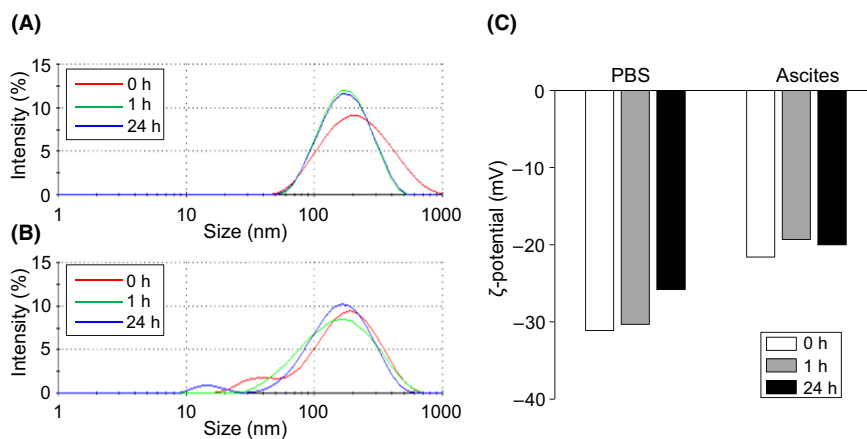 (A)
Intensity (%)
15
10
5
0
0 h
1 h
24 h
1 10 100 1000
Size (nm)
(B)
Intensity (%)
15
10
5
0
0 h
1 h
24 h
1 10 100 1000
Size (nm)
(C)
PBS Ascites
ζ-potential (mV)
0
–10
–20
–30
–40
0 h
1 h
24 h